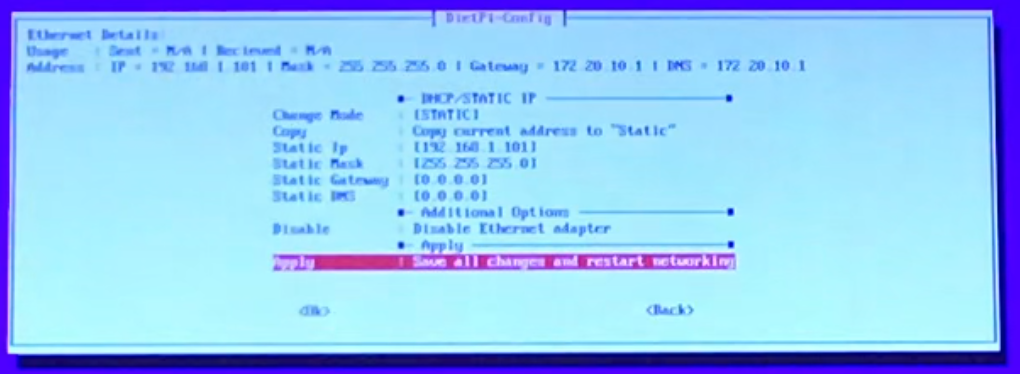 DietPi-Config
Ethernet Details:
Usage : Sent = N/A | Recieved = N/A
Address : IP = 192.168.1.101 | Mask = 255.255.255.0 | Gateway = 172.20.10.1 | DNS = 172.20.10.1
DHCP/STATIC IP
Change Mode : [STATIC]
Copy : Copy current address to "Static"
Static Ip : [192.168.1.101]
Static Mask : [255.255.255.0]
Static Gateway : [0.0.0.0]
Static DNS : [0.0.0.0]
Additional Options
Disable : Disable Ethernet adapter
Apply
Apply : Save all changes and restart networking
<Ok> <Back>